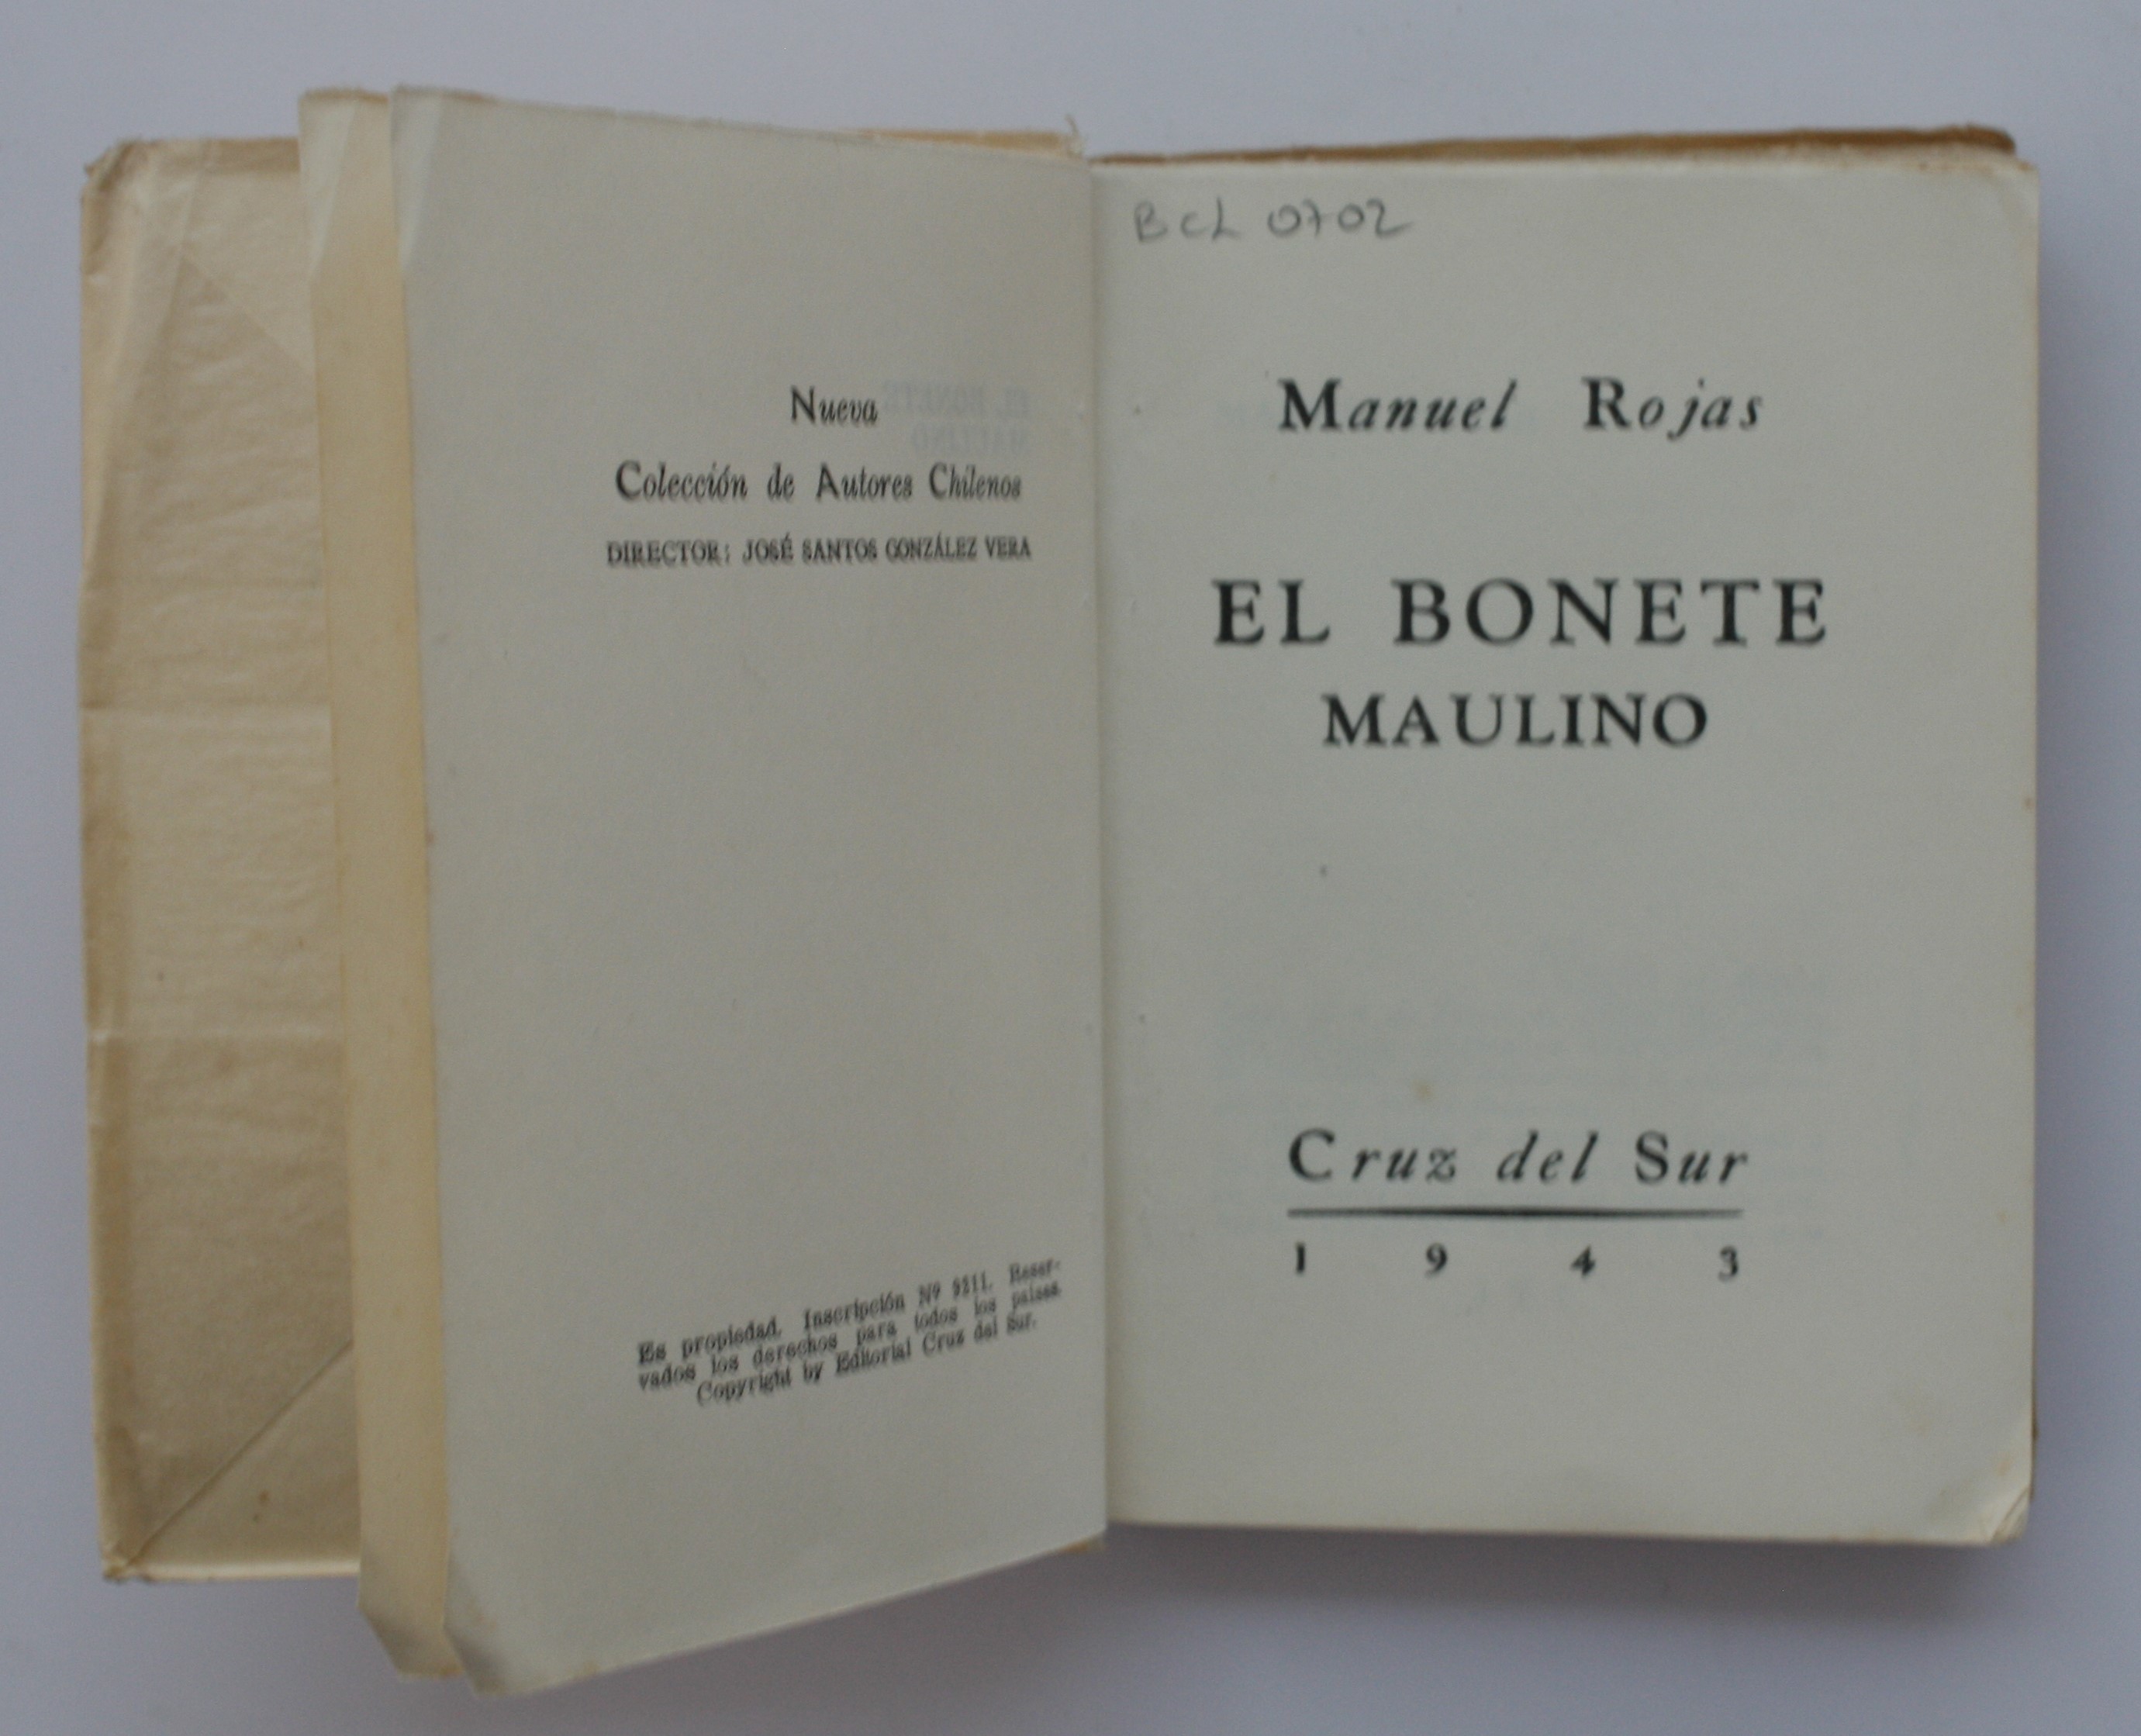 Nueva
Colección de Autores Chilenos
DIRECTOR: JOSÉ SANTOS GONZÁLEZ VERA
Es propiedad. Inscripción Nº 9211. Reser-
vados los derechos para todos los países.
Copyright by Editorial Cruz del Sur.
BCL 0702
Manuel Rojas
EL BONETE
MAULINO
Cruz del Sur
1 9 4 3